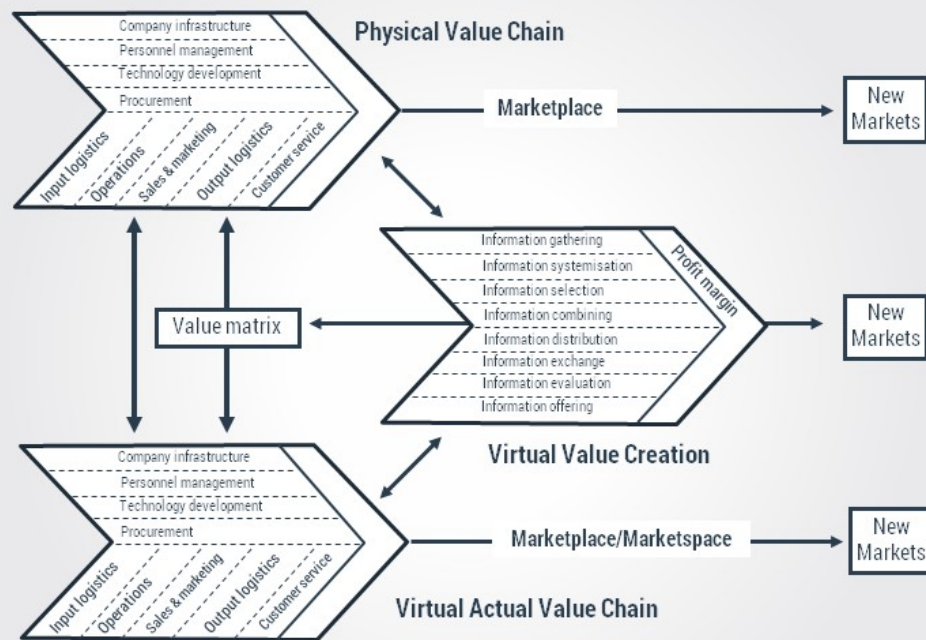 Company infrastructure
Personnel management
Technology development
Procurement
Input logistics
Operations
Sales & marketing
Output logistics
Customer service
Physical Value Chain
Marketplace
New
Markets
Information gathering
Information systemisation
Information selection
Information combining
Information distribution
Information exchange
Information evaluation
Information offering
Profit margin
Value matrix
New
Markets
Virtual Value Creation
Company infrastructure
Personnel management
Technology development
Procurement
Input logistics
Operations
Sales & marketing
Output logistics
Customer service
Marketplace/Marketspace
New
Markets
Virtual Actual Value Chain